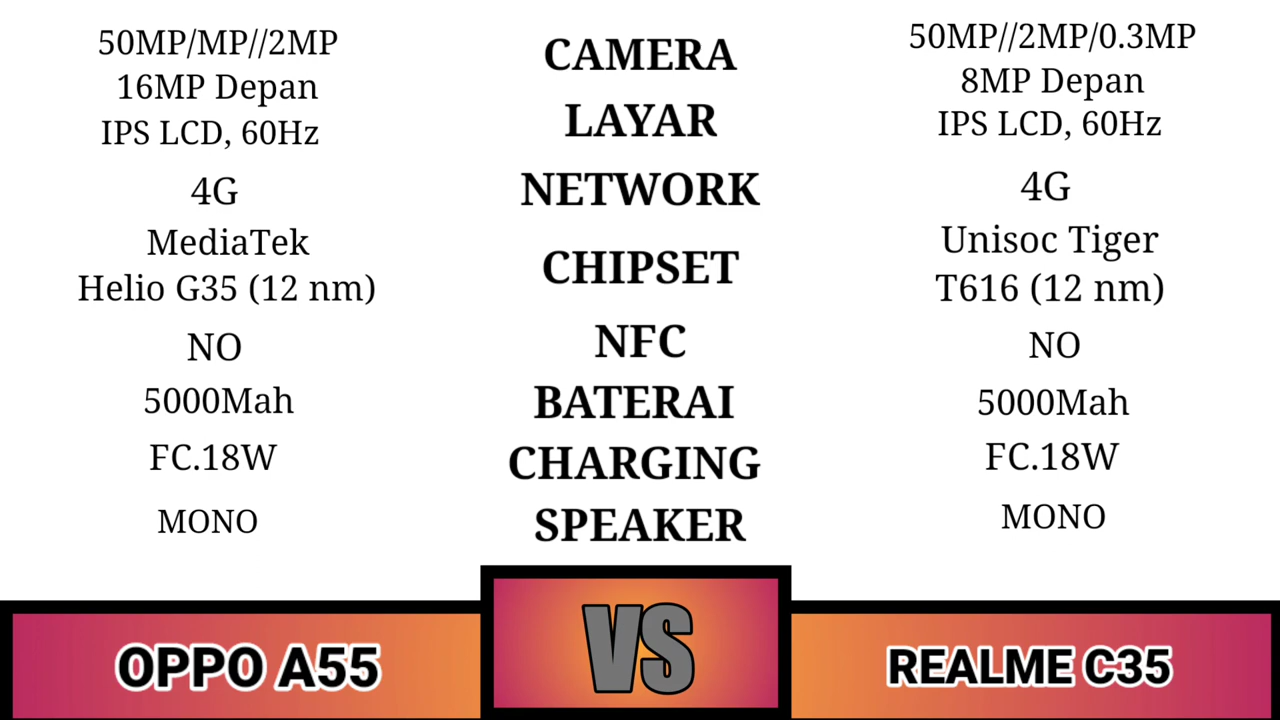 50MP/MP//2MP CAMERA 50MP//2MP/0.3MP
16MP Depan 8MP Depan
IPS LCD, 60Hz LAYAR IPS LCD, 60Hz
4G NETWORK 4G
MediaTek Unisoc Tiger
Helio G35 (12 nm) CHIPSET T616 (12 nm)
NO NFC NO
5000Mah BATERAI 5000Mah
FC.18W CHARGING FC.18W
MONO SPEAKER MONO
OPPO A55 VS REALME C35